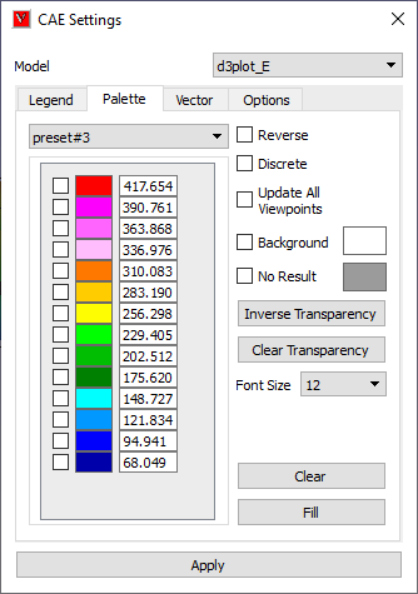 V CAE Settings
Model d3plot_E
Legend Palette Vector Options
preset#3
417.654
390.761
363.868
336.976
310.083
283.190
256.298
229.405
202.512
175.620
148.727
121.834
94.941
68.049
Reverse
Discrete
Update All
Viewpoints
Background
No Result
Inverse Transparency
Clear Transparency
Font Size 12
Clear
Fill
Apply